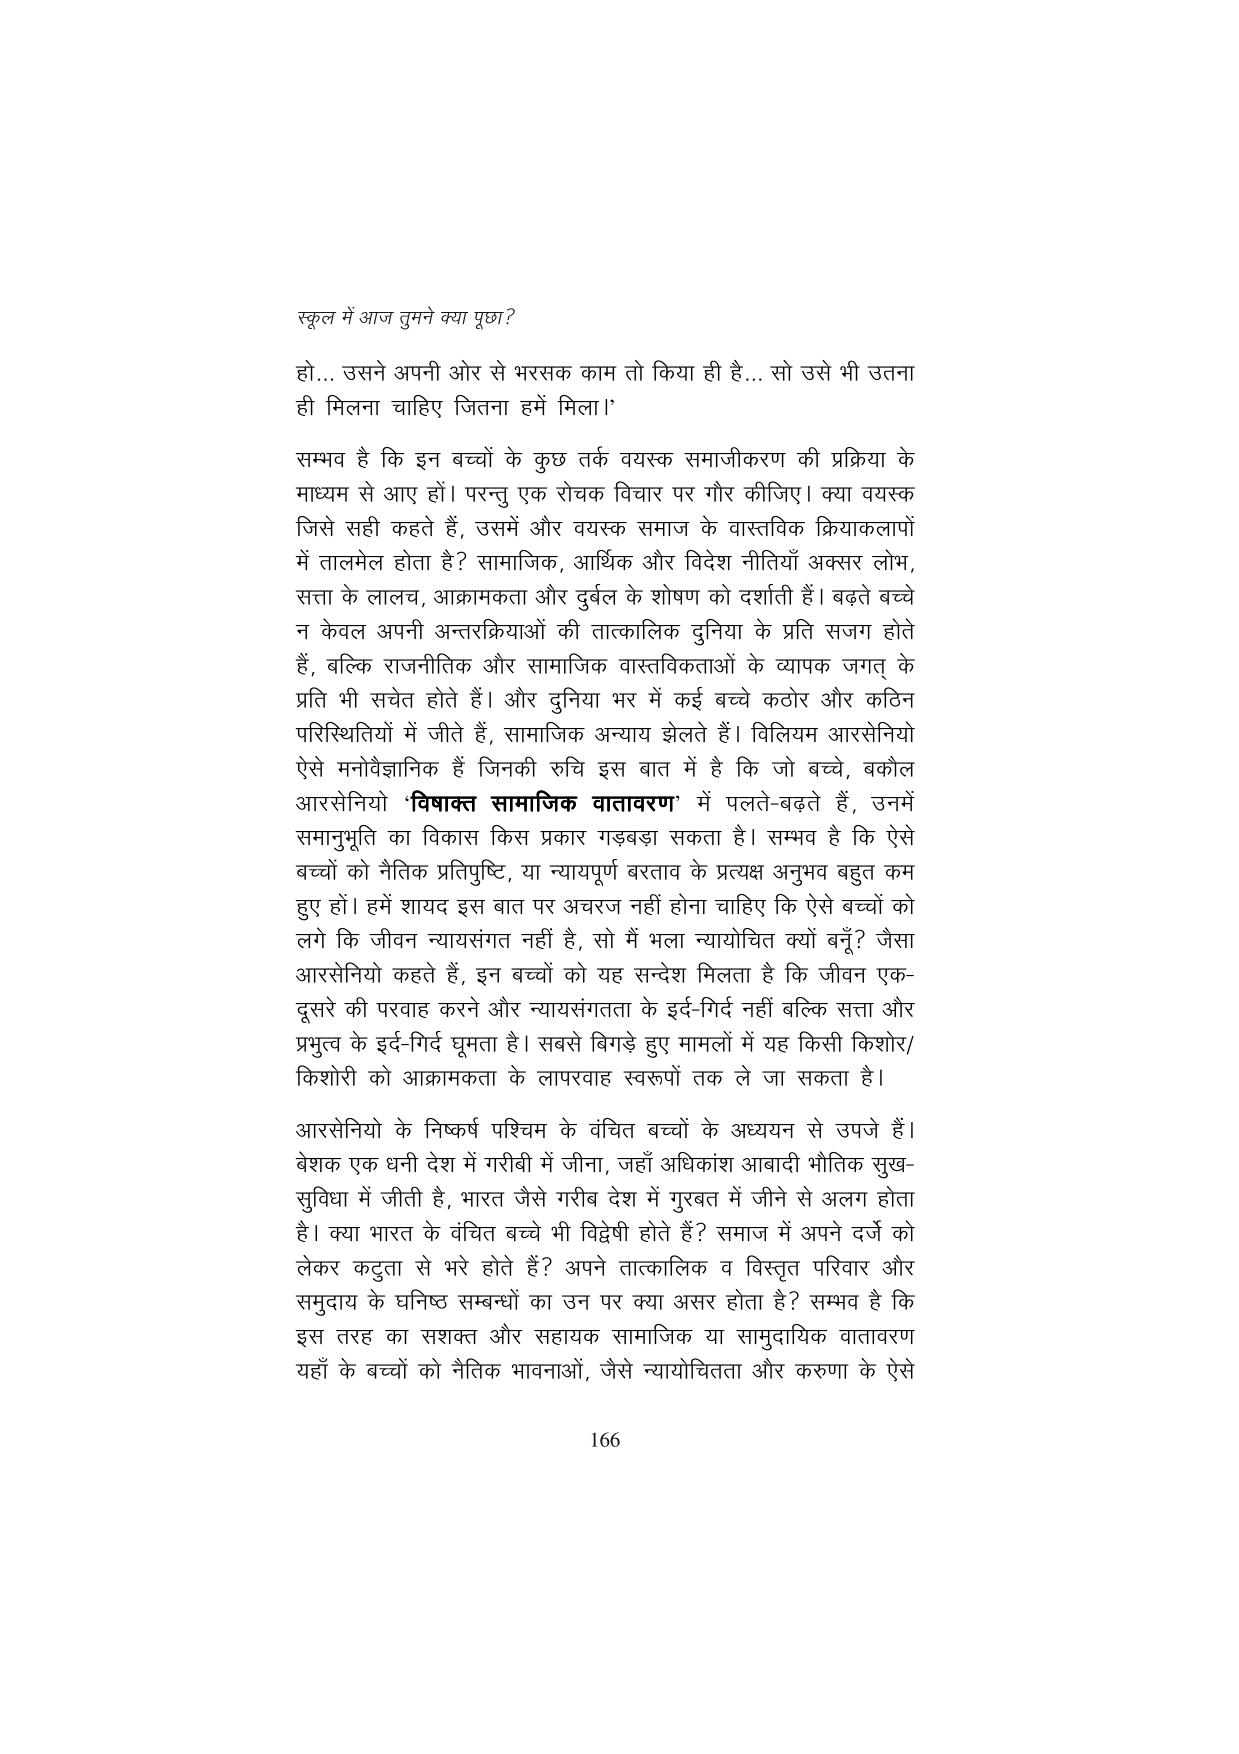 स्कूल में आज तुमने क्या पूछा?
हो... उसने अपनी ओर से भरसक काम तो किया ही है... सो उसे भी उतना
ही मिलना चाहिए जितना हमें मिला।’
सम्भव है कि इन बच्चों के कुछ तर्क वयस्क समाजीकरण की प्रक्रिया के
माध्यम से आए हों। परन्तु एक रोचक विचार पर गौर कीजिए। क्या वयस्क
जिसे सही कहते हैं, उसमें और वयस्क समाज के वास्तविक क्रियाकलापों
में तालमेल होता है? सामाजिक, आर्थिक और विदेश नीतियाँ अक्सर लोभ,
सत्ता के लालच, आक्रामकता और दुर्बल के शोषण को दर्शाती हैं। बढ़ते बच्चे
न केवल अपनी अन्तरक्रियाओं की तात्कालिक दुनिया के प्रति सजग होते
हैं, बल्कि राजनीतिक और सामाजिक वास्तविकताओं के व्यापक जगत् के
प्रति भी सचेत होते हैं। और दुनिया भर में कई बच्चे कठोर और कठिन
परिस्थितियों में जीते हैं, सामाजिक अन्याय झेलते हैं। विलियम आरसेनियो
ऐसे मनोवैज्ञानिक हैं जिनकी रुचि इस बात में है कि जो बच्चे, बकौल
आरसेनियो ‘विषाक्त सामाजिक वातावरण’ में पलते-बढ़ते हैं, उनमें
समानुभूति का विकास किस प्रकार गड़बड़ा सकता है। सम्भव है कि ऐसे
बच्चों को नैतिक प्रतिपुष्टि, या न्यायपूर्ण बरताव के प्रत्यक्ष अनुभव बहुत कम
हुए हों। हमें शायद इस बात पर अचरज नहीं होना चाहिए कि ऐसे बच्चों को
लगे कि जीवन न्यायसंगत नहीं है, सो मैं भला न्यायोचित क्यों बनूँ? जैसा
आरसेनियो कहते हैं, इन बच्चों को यह सन्देश मिलता है कि जीवन एक-
दूसरे की परवाह करने और न्यायसंगतता के इर्द-गिर्द नहीं बल्कि सत्ता और
प्रभुत्व के इर्द-गिर्द घूमता है। सबसे बिगड़े हुए मामलों में यह किसी किशोर/
किशोरी को आक्रामकता के लापरवाह स्वरूपों तक ले जा सकता है।
आरसेनियो के निष्कर्ष पश्चिम के वंचित बच्चों के अध्ययन से उपजे हैं।
बेशक एक धनी देश में गरीबी में जीना, जहाँ अधिकांश आबादी भौतिक सुख-
सुविधा में जीती है, भारत जैसे गरीब देश में गुरबत में जीने से अलग होता
है। क्या भारत के वंचित बच्चे भी विद्वेषी होते हैं? समाज में अपने दर्जे को
लेकर कटुता से भरे होते हैं? अपने तात्कालिक व विस्तृत परिवार और
समुदाय के घनिष्ठ सम्बन्धों का उन पर क्या असर होता है? सम्भव है कि
इस तरह का सशक्त और सहायक सामाजिक या सामुदायिक वातावरण
यहाँ के बच्चों को नैतिक भावनाओं, जैसे न्यायोचितता और करुणा के ऐसे
166